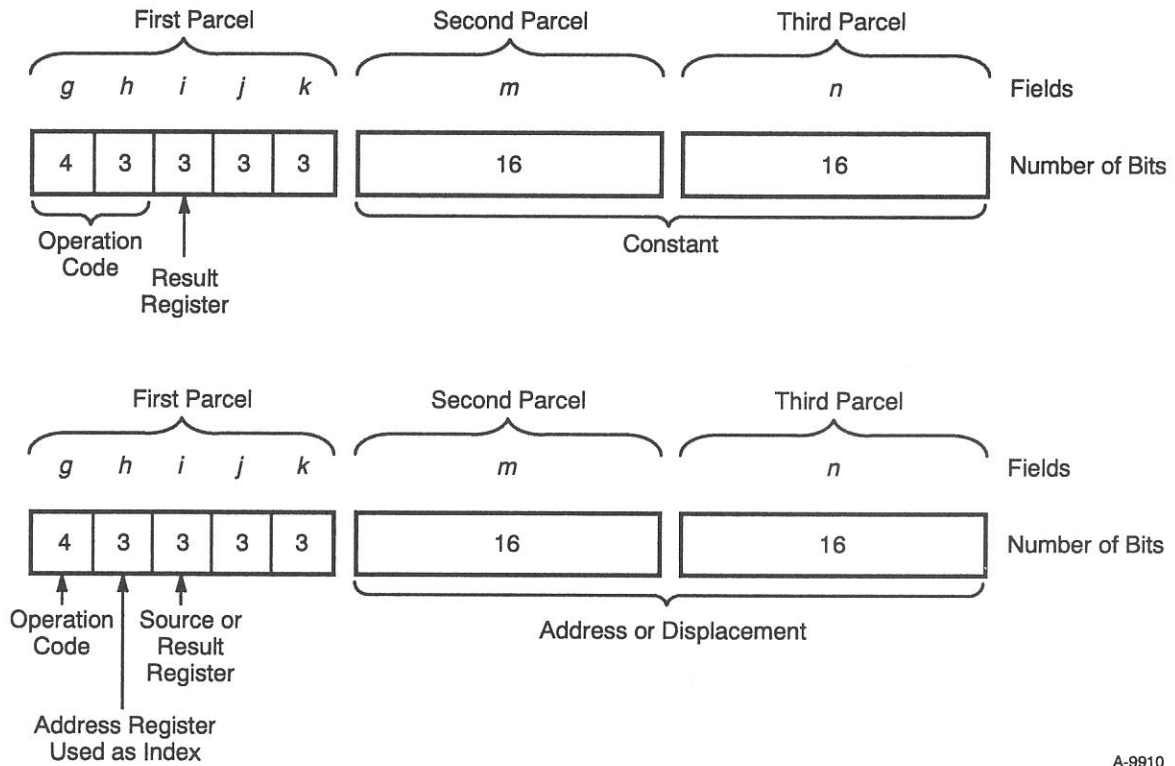 First Parcel Second Parcel Third Parcel
g h i j k m n Fields
4 3 3 3 3 16 16 Number of Bits
Operation
Code
Constant
Result
Register
First Parcel Second Parcel Third Parcel
g h i j k m n Fields
4 3 3 3 3 16 16 Number of Bits
Operation
Code
Source or
Result
Register
Address or Displacement
Address Register
Used as Index
A-9910